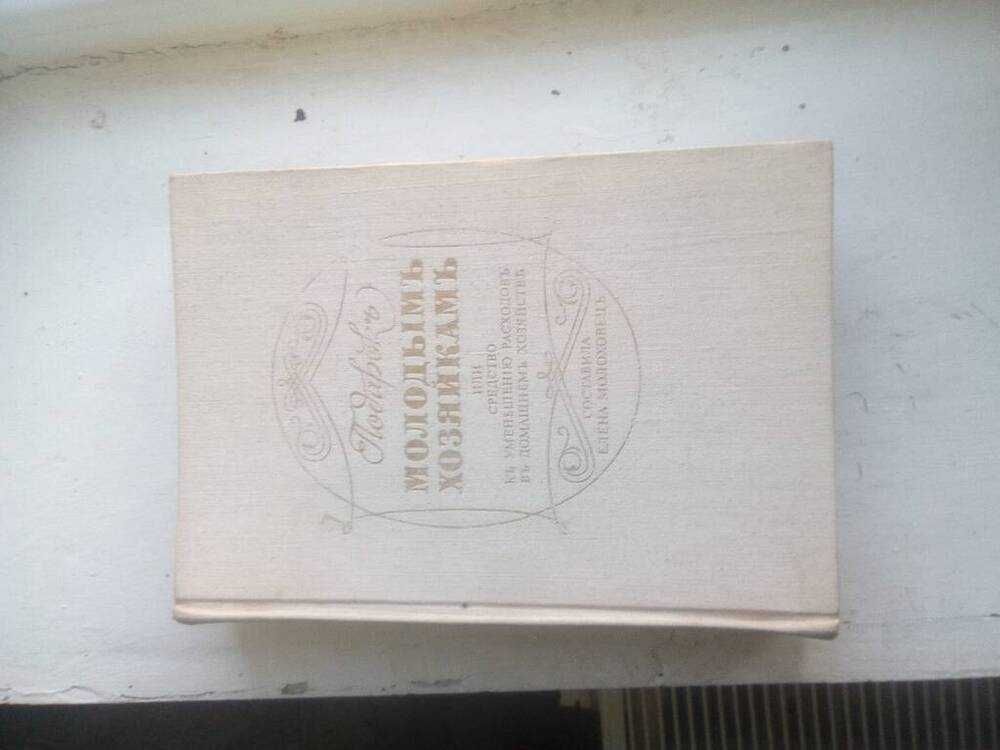 Подарокъ
МОЛОДЫМЪ
ХОЗЯЙКАМЪ
ИЛИ
СРЕДСТВО
КЪ УМЕНЬШЕНІЮ РАСХОДОВЪ
ВЪ ДОМАШНЕМЪ ХОЗЯЙСТВѢ
СОСТАВИЛА
ЕЛЕНА МОЛОХОВЕЦЪ